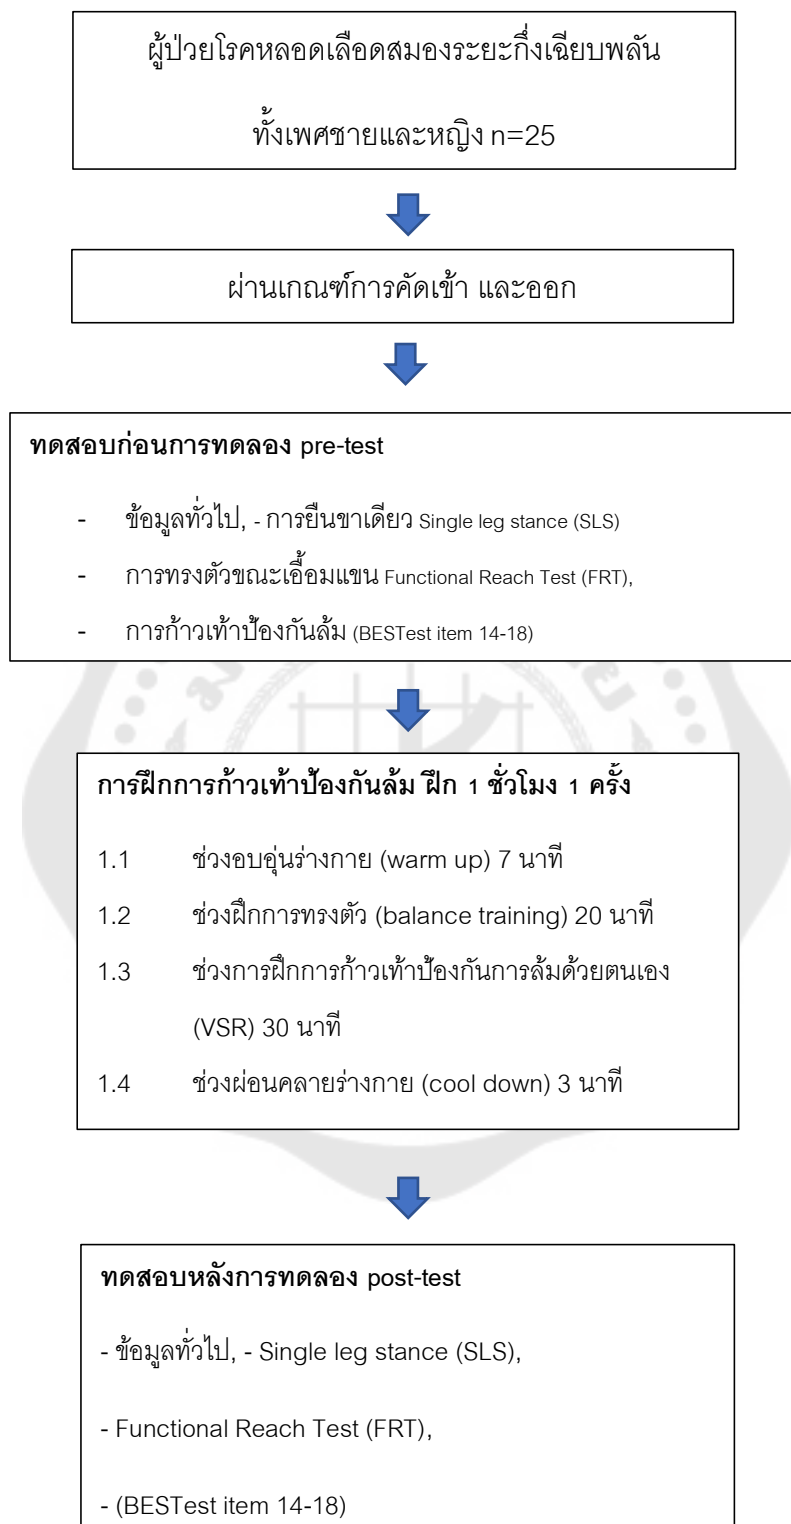 ผู้ป่วยโรคหลอดเลือดสมองระยะกึ่งเฉียบพลัน
ทั้งเพศชายและหญิง n=25
ผ่านเกณฑ์การคัดเข้า และออก
ทดสอบก่อนการทดลอง pre-test
- ข้อมูลทั่วไป, - การยืนขาเดียว Single leg stance (SLS)
- การทรงตัวขณะเอื้อมแขน Functional Reach Test (FRT),
- การก้าวเท้าป้องกันล้ม (BESTest item 14-18)
การฝึกการก้าวเท้าป้องกันล้ม ฝึก 1 ชั่วโมง 1 ครั้ง
1.1 ช่วงอบอุ่นร่างกาย (warm up) 7 นาที
1.2 ช่วงฝึกการทรงตัว (balance training) 20 นาที
1.3 ช่วงการฝึกการก้าวเท้าป้องกันการล้มด้วยตนเอง
(VSR) 30 นาที
1.4 ช่วงผ่อนคลายร่างกาย (cool down) 3 นาที
ทดสอบหลังการทดลอง post-test
- ข้อมูลทั่วไป, - Single leg stance (SLS),
- Functional Reach Test (FRT),
- (BESTest item 14-18)